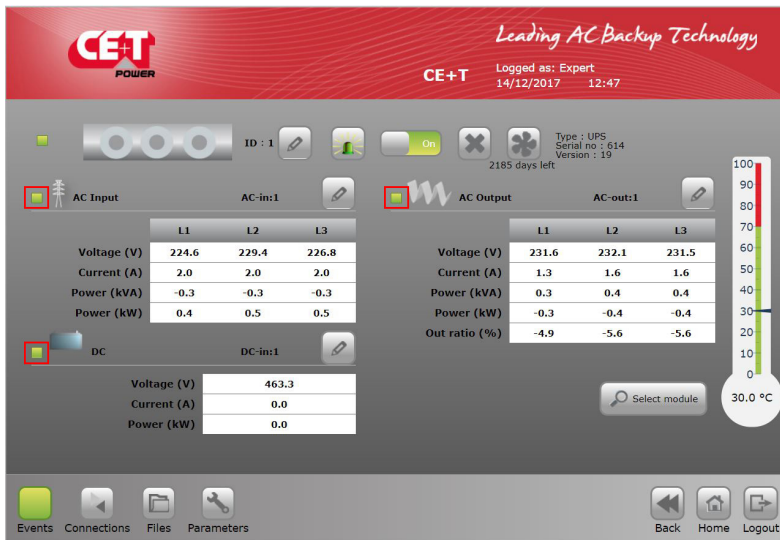 CE+T
POWER
Leading AC Backup Technology
CE+T
Logged as: Expert
14/12/2017 12:47
ID : 1
On
2185 days left
Type : UPS
Serial no : 614
Version : 19
AC Input AC-in:1
L1 L2 L3
Voltage (V) 224.6 229.4 226.8
Current (A) 2.0 2.0 2.0
Power (kVA) -0.3 -0.3 -0.3
Power (kW) 0.4 0.5 0.5
DC DC-in:1
Voltage (V) 463.3
Current (A) 0.0
Power (kW) 0.0
AC Output AC-out:1
L1 L2 L3
Voltage (V) 231.6 232.1 231.5
Current (A) 1.3 1.6 1.6
Power (kVA) 0.3 0.4 0.4
Power (kW) -0.3 -0.4 -0.4
Out ratio (%) -4.9 -5.6 -5.6
Select module
100
90
80
70
60
50
40
30
20
10
0
30.0 °C
Events Connections Files Parameters
Back Home Logout